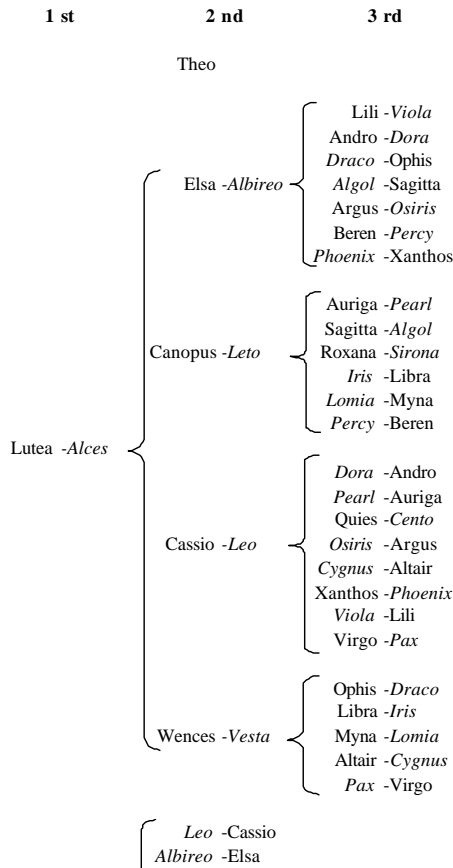 1 st 2 nd 3 rd
Theo
Lili -Viola
Andro -Dora
Draco -Ophis
Elsa -Albireo
Algol -Sagitta
Argus -Osiris
Beren -Percy
Phoenix -Xanthos
Auriga -Pearl
Sagitta -Algol
Canopus -Leto
Roxana -Sirona
Iris -Libra
Lomia -Myna
Percy -Beren
Lutea -Alces
Dora -Andro
Pearl -Auriga
Quies -Cento
Cassio -Leo
Osiris -Argus
Cygnus -Altair
Xanthos -Phoenix
Viola -Lili
Virgo -Pax
Ophis -Draco
Libra -Iris
Wences -Vesta
Myna -Lomia
Altair -Cygnus
Pax -Virgo
Leo -Cassio
Albireo -Elsa